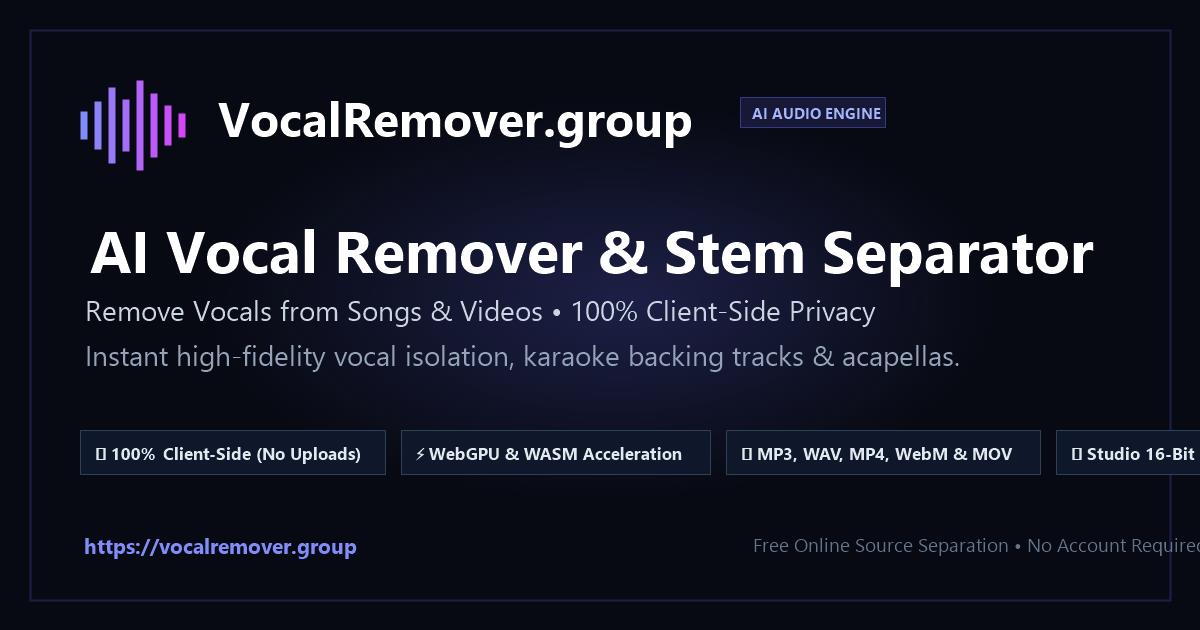 VocalRemover.group
AI AUDIO ENGINE
AI Vocal Remover & Stem Separator
Remove Vocals from Songs & Videos • 100% Client-Side Privacy
Instant high-fidelity vocal isolation, karaoke backing tracks & acapellas.
100% Client-Side (No Uploads)
⚡ WebGPU & WASM Acceleration
MP3, WAV, MP4, WebM & MOV
Studio 16-Bit
https://vocalremover.group
Free Online Source Separation • No Account Required